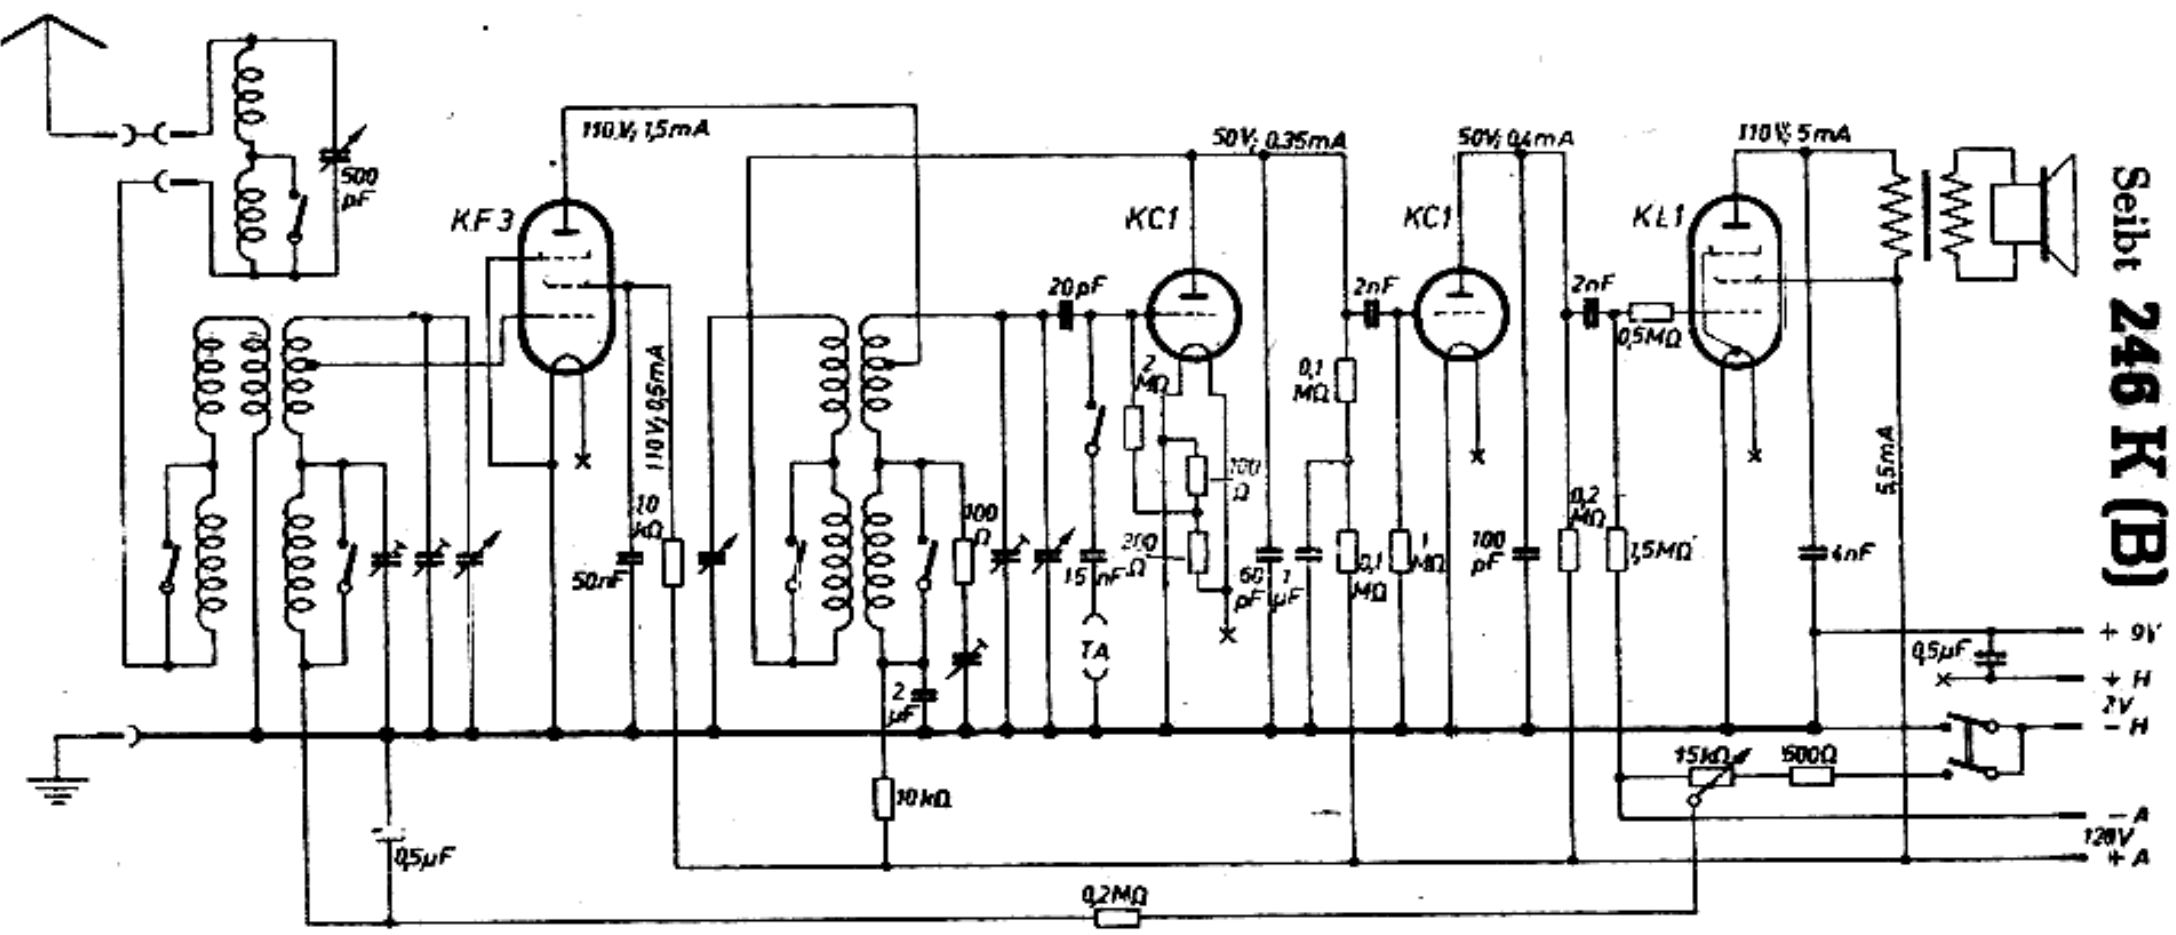 500
pF
110V; 1,5mA
KF3
110V; 0,5mA
10
kΩ
50nF
0,5µF
100
Ω
2
µF
10kΩ
20pF
15 nF
TA
50V; 0,35mA
KC1
2
MΩ
100
Ω
200
Ω
1
µF
pF
0,1
MΩ
0,1
MΩ
2nF
1
MΩ
50V; 0,4mA
KC1
100
pF
2nF
0,2
MΩ
0,5MΩ
1,5MΩ
110V; 5mA
KL1
5,5mA
4nF
0,5µF
+ 9V
+ H
2V
- H
15kΩ
500Ω
- A
120V
+ A
0,2MΩ
Seibt 246 K (B)